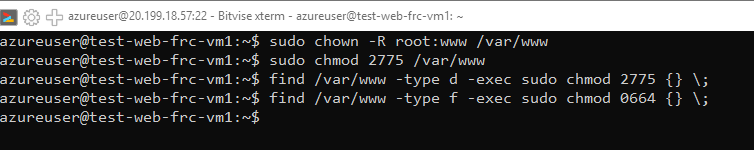 azureuser@20.199.18.57:22 - Bitvise xterm - azureuser@test-web-frc-vm1: ~
azureuser@test-web-frc-vm1:~$ sudo chown -R root:www /var/www
azureuser@test-web-frc-vm1:~$ sudo chmod 2775 /var/www
azureuser@test-web-frc-vm1:~$ find /var/www -type d -exec sudo chmod 2775 {} \;
azureuser@test-web-frc-vm1:~$ find /var/www -type f -exec sudo chmod 0664 {} \;
azureuser@test-web-frc-vm1:~$